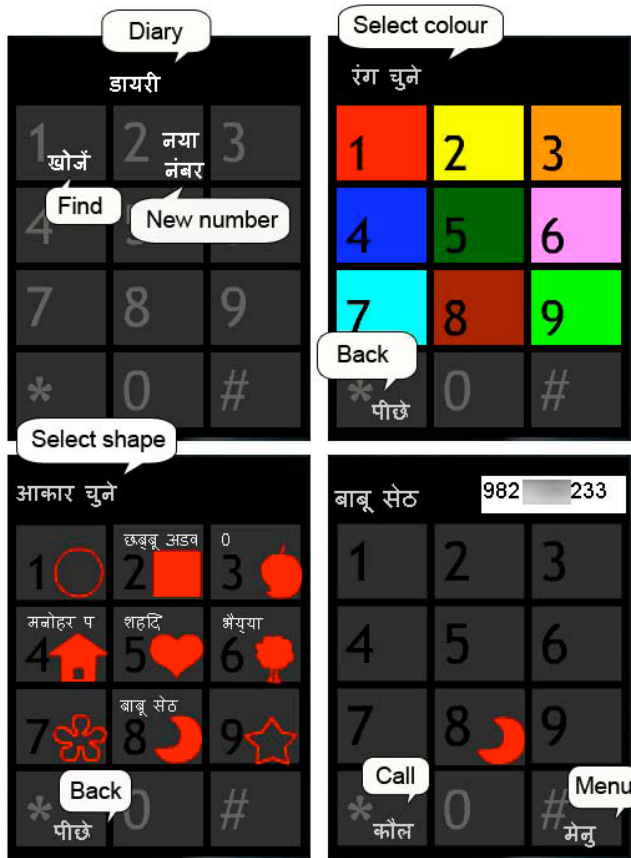 Diary
डायरी
1 खोजें 2 नया नंबर 3
Find
New number
4
7 8 9
* 0 #
Select colour
रंग चुने
1 2 3
4 5 6
7 8 9
Back
* पीछे 0 #
Select shape
आकार चुने
1 छब्बू अडव 2 0 3
मनोहर प 4 शहदि 5 भैय्या 6
7 बाबू सेठ 8 9
Back
* पीछे 0 #
बाबू सेठ 982 233
1 2 3
4 5 6
7 8 9
Call
Menu
* कौल 0 # मेनु